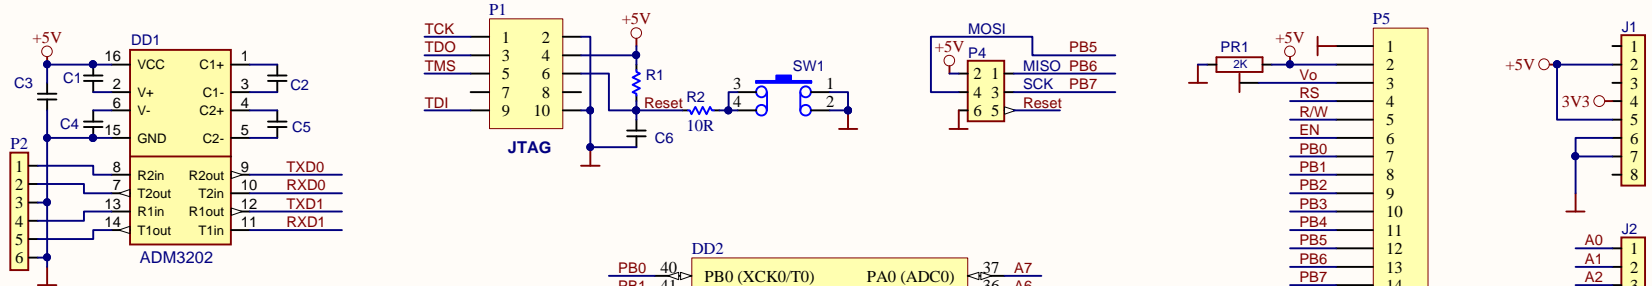 DD1
+5V
16 VCC C1+ 1
C3 C1 C2
2 V+ C1- 3
6 V- C2+ 4
C4 C5
15 GND C2- 5
P2
1
2
3
4
5
6
8 R2in R2out 9 TXD0
7 T2out T2in 10 RXD0
13 R1in R1out 12 TXD1
14 T1out T1in 11 RXD1
ADM3202
P1
TCK 1 2
TDO 3 4
TMS 5 6
7 8
TDI 9 10
JTAG
+5V
R1
Reset R2
10R
C6
SW1
3 1
4 2
MOSI
+5V P4
PB5
2 1 MISO PB6
4 3 SCK PB7
6 5 Reset
DD2
PB0 40 PB0 (XCK0/T0) PA0 (ADC0) 37 A7
PB1 41 36 A6
P5
PR1 +5V
2K
1
2
Vo 3
RS 4
R/W 5
EN 6
PB0 7
PB1 8
PB2 9
PB3 10
PB4 11
PB5 12
PB6 13
PB7 14
J1
1
+5V 2
3
3V3 4
5
6
7
8
J2
A0 1
A1 2
A2 3